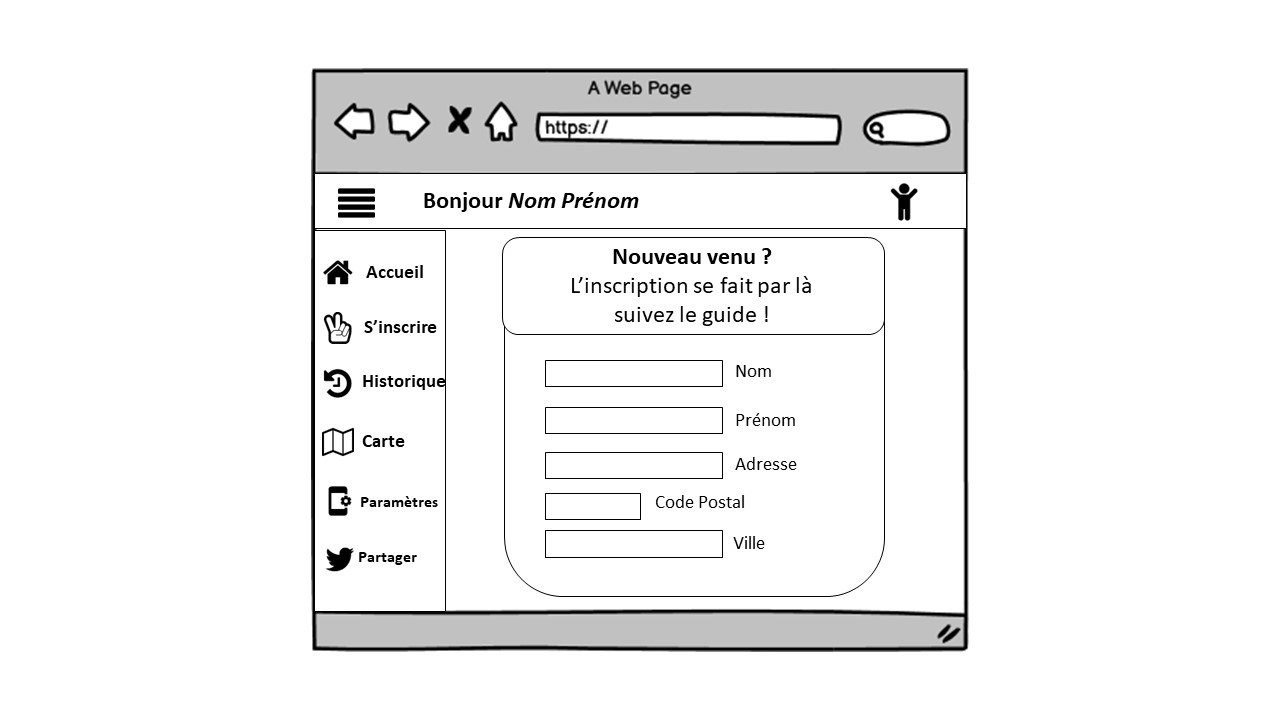 A Web Page
https://
Bonjour Nom Prénom
Accueil
S’inscrire
Historique
Carte
Paramètres
Partager
Nouveau venu ?
L’inscription se fait par là
suivez le guide !
Nom
Prénom
Adresse
Code Postal
Ville